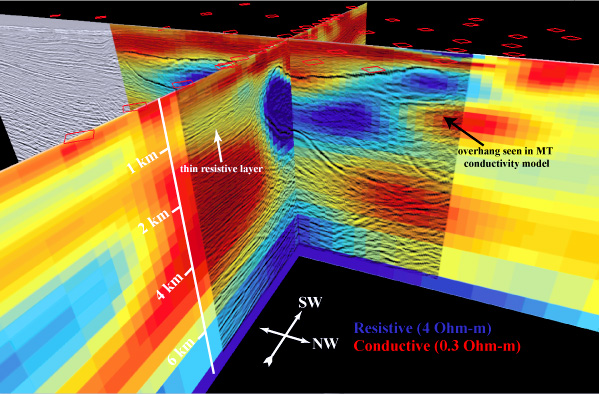 1 km
thin resistive layer
overhang seen in MT
conductivity model
2 km
4 km
6 km
SW
NW
Resistive (4 Ohm-m)
Conductive (0.3 Ohm-m)